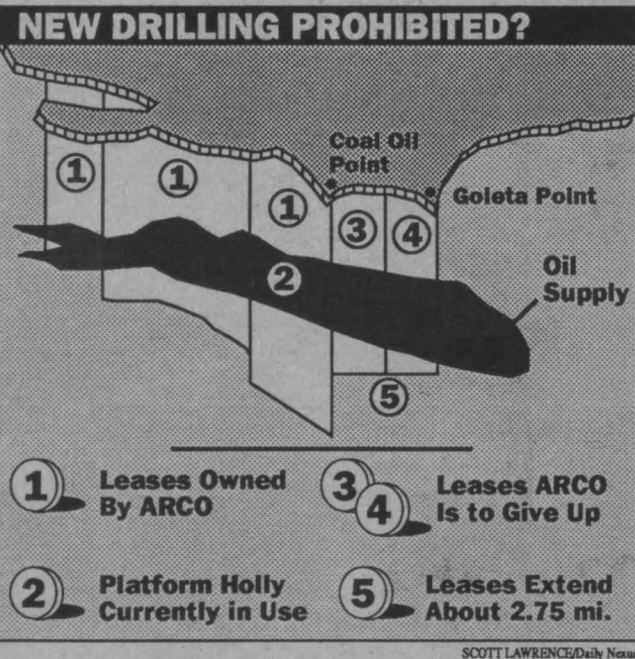 NEW DRILLING PROHIBITED?
Coal Oil
Point
Goleta Point
1
1
1
3
4
2
Oil
Supply
5
1 Leases Owned
By ARCO
3
4 Leases ARCO
Is to Give Up
2 Platform Holly
Currently in Use
5 Leases Extend
About 2.75 mi.
SCOTT LAWRENCE/Daily Nexus